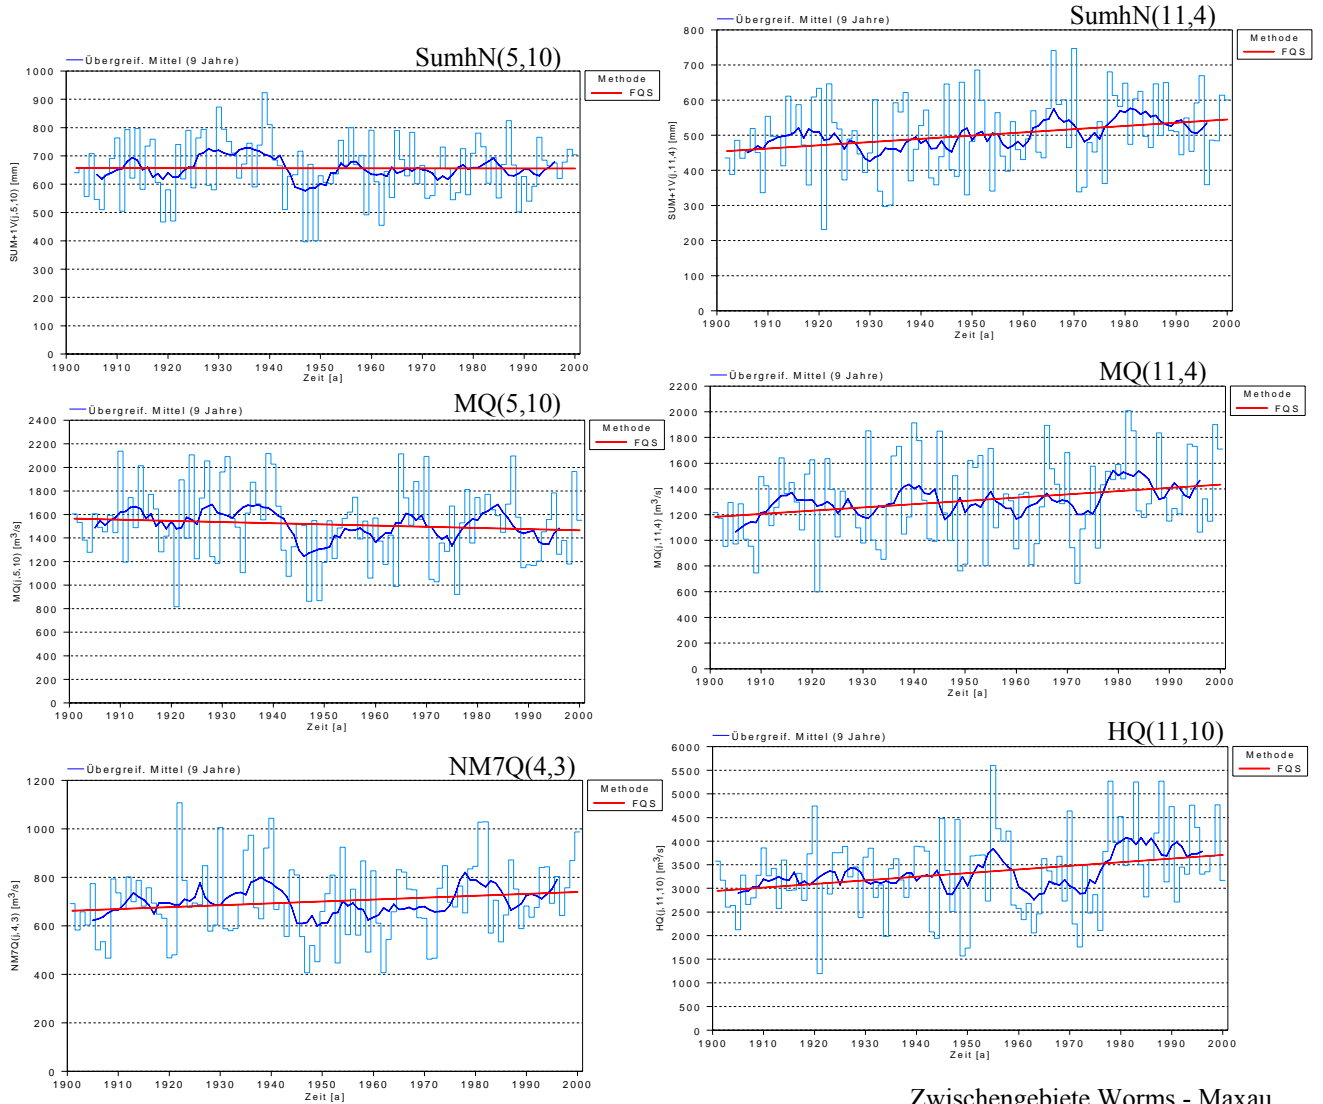 SumhN(5,10)
Übergreif. Mittel (9 Jahre)
Methode
FQS
SUM+1V(j,5,10) [mm]
1000
900
800
700
600
500
400
300
200
100
0
1900 1910 1920 1930 1940 1950 1960 1970 1980 1990 2000
Zeit [a]
SumhN(11,4)
Übergreif. Mittel (9 Jahre)
Methode
FQS
SUM+1V(j,11,4) [mm]
800
700
600
500
400
300
200
100
0
1900 1910 1920 1930 1940 1950 1960 1970 1980 1990 2000
Zeit [a]
MQ(5,10)
Übergreif. Mittel (9 Jahre)
Methode
FQS
MQ(j,5,10) [m³/s]
2400
2200
2000
1800
1600
1400
1200
1000
800
600
400
200
0
1900 1910 1920 1930 1940 1950 1960 1970 1980 1990 2000
Zeit [a]
MQ(11,4)
Übergreif. Mittel (9 Jahre)
Methode
FQS
MQ(j,11,4) [m³/s]
2200
2000
1800
1600
1400
1200
1000
800
600
400
200
0
1900 1910 1920 1930 1940 1950 1960 1970 1980 1990 2000
Zeit [a]
NM7Q(4,3)
Übergreif. Mittel (9 Jahre)
Methode
FQS
NM7Q(j,4,3) [m³/s]
1200
1000
800
600
400
200
0
1900 1910 1920 1930 1940 1950 1960 1970 1980 1990 2000
Zeit [a]
HQ(11,10)
Übergreif. Mittel (9 Jahre)
Methode
FQS
HQ(j,11,10) [m³/s]
6000
5500
5000
4500
4000
3500
3000
2500
2000
1500
1000
500
0
1900 1910 1920 1930 1940 1950 1960 1970 1980 1990 2000
Zeit [a]
Zwischengebiete Worms - Maxau